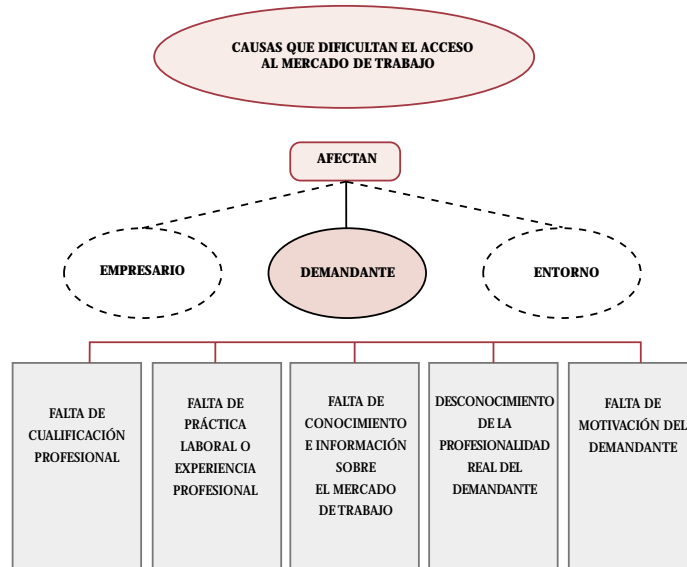 CAUSAS QUE DIFICULTAN EL ACCESO
AL MERCADO DE TRABAJO
AFECTAN
EMPRESARIO
DEMANDANTE
ENTORNO
FALTA DE
CUALIFICACIÓN
PROFESIONAL
FALTA DE
PRÁCTICA
LABORAL O
EXPERIENCIA
PROFESIONAL
FALTA DE
CONOCIMIENTO
E INFORMACIÓN
SOBRE
EL MERCADO
DE TRABAJO
DESCONOCIMIENTO
DE LA
PROFESIONALIDAD
REAL DEL
DEMANDANTE
FALTA DE
MOTIVACIÓN DEL
DEMANDANTE